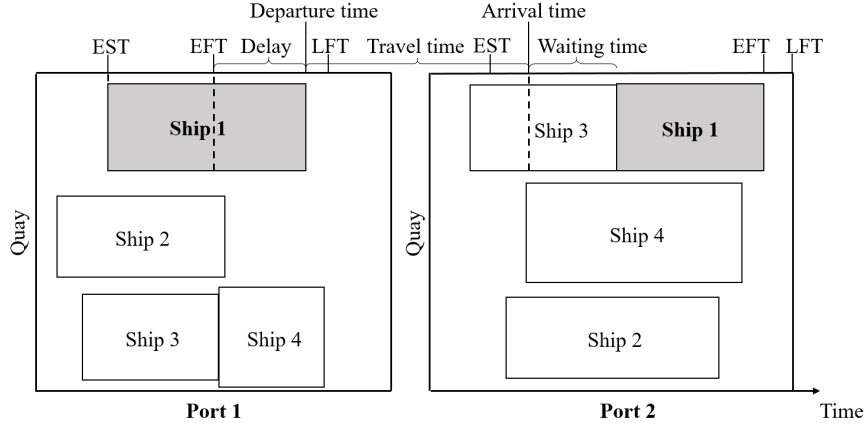 Departure time
Arrival time
EST
EFT
Delay
LFT
Travel time
EST
Waiting time
EFT
LFT
Ship 1
Ship 3
Ship 1
Quay
Ship 2
Quay
Ship 4
Ship 3
Ship 4
Ship 2
Port 1
Port 2
Time